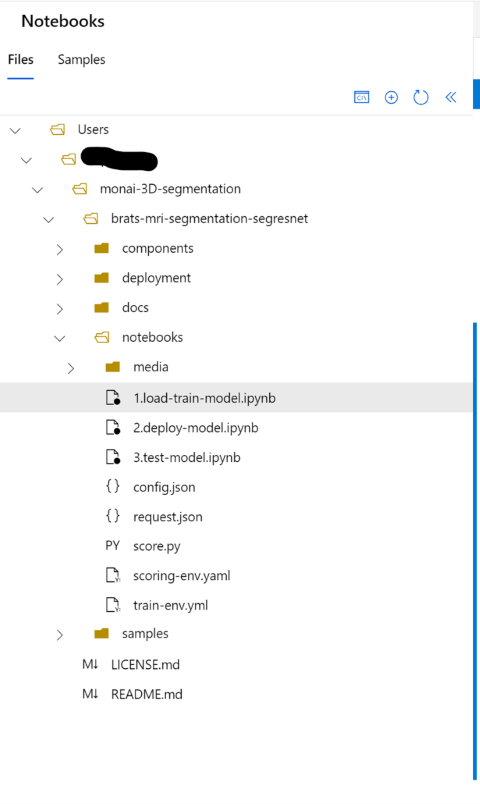 Notebooks
Files Samples
Users
monai-3D-segmentation
brats-mri-segmentation-segresnet
components
deployment
docs
notebooks
media
1.load-train-model.ipynb
2.deploy-model.ipynb
3.test-model.ipynb
{} config.json
{} request.json
PY score.py
scoring-env.yaml
train-env.yml
samples
M↓ LICENSE.md
M↓ README.md